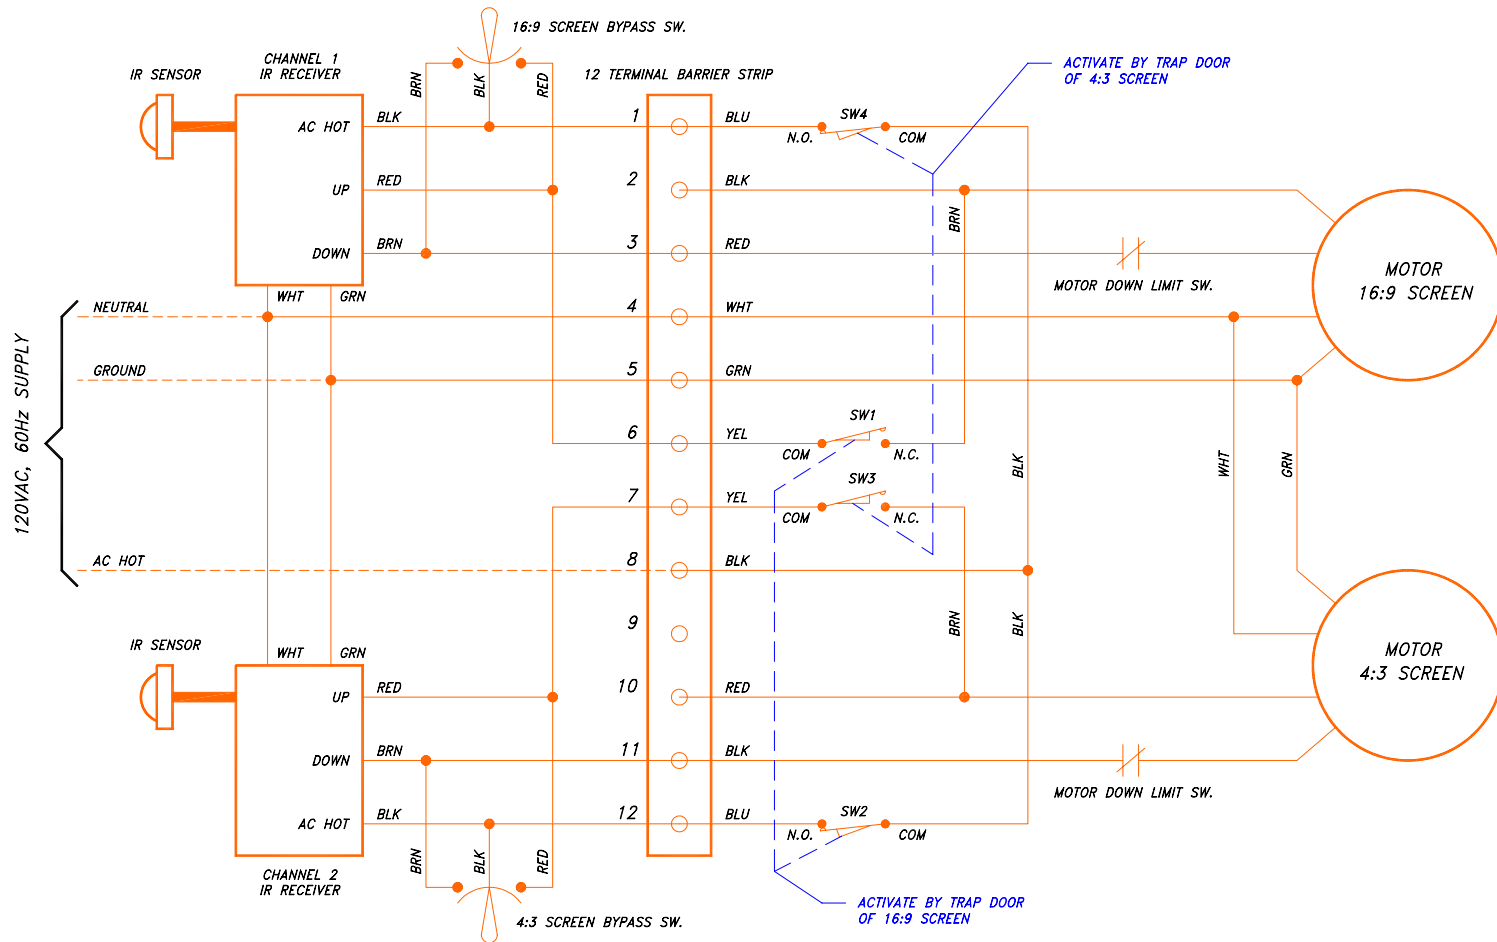 16:9 SCREEN BYPASS SW.
CHANNEL 1
IR RECEIVER
IR SENSOR
BRN
BLK
RED
12 TERMINAL BARRIER STRIP
ACTIVATE BY TRAP DOOR
OF 4:3 SCREEN
AC HOT
BLK
1
BLU
SW4
N.O.
COM
UP
RED
2
BLK
BRN
DOWN
BRN
3
RED
MOTOR DOWN LIMIT SW.
MOTOR
16:9 SCREEN
WHT
GRN
NEUTRAL
4
WHT
GROUND
5
GRN
120VAC, 60Hz SUPPLY
6
YEL
SW1
COM
N.C.
BLK
WHT
GRN
7
YEL
SW3
COM
N.C.
AC HOT
8
BLK
9
BRN
BLK
IR SENSOR
WHT
GRN
UP
RED
10
RED
MOTOR
4:3 SCREEN
DOWN
BRN
11
BLK
MOTOR DOWN LIMIT SW.
AC HOT
BLK
12
BLU
SW2
N.O.
COM
BRN
BLK
RED
CHANNEL 2
IR RECEIVER
4:3 SCREEN BYPASS SW.
ACTIVATE BY TRAP DOOR
OF 16:9 SCREEN